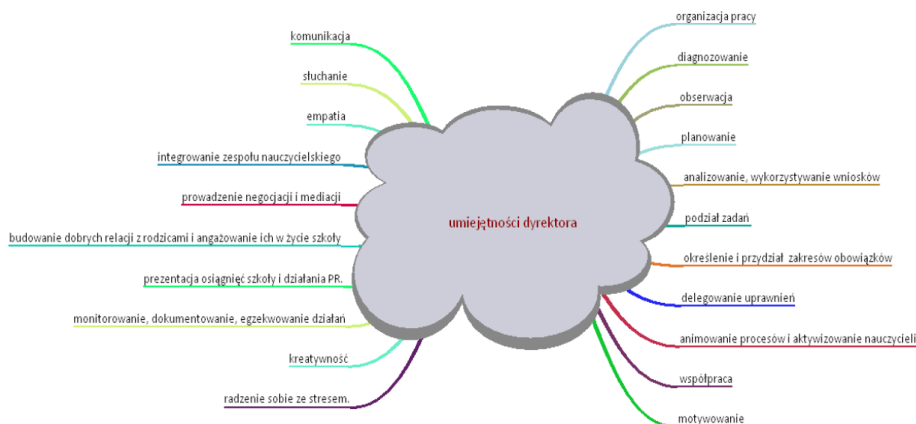 komunikacja
słuchanie
empatia
integrowanie zespołu nauczycielskiego
prowadzenie negocjacji i mediacji
budowanie dobrych relacji z rodzicami i angażowanie ich w życie szkoły
prezentacja osiągnięć szkoły i działania PR.
monitorowanie, dokumentowanie, egzekwowanie działań
kreatywność
radzenie sobie ze stresem.
umiejętności dyrektora
organizacja pracy
diagnozowanie
obserwacja
planowanie
analizowanie, wykorzystywanie wniosków
podział zadań
określenie i przydział zakresów obowiązków
delegowanie uprawnień
animowanie procesów i aktywizowanie nauczycieli
współpraca
motywowanie